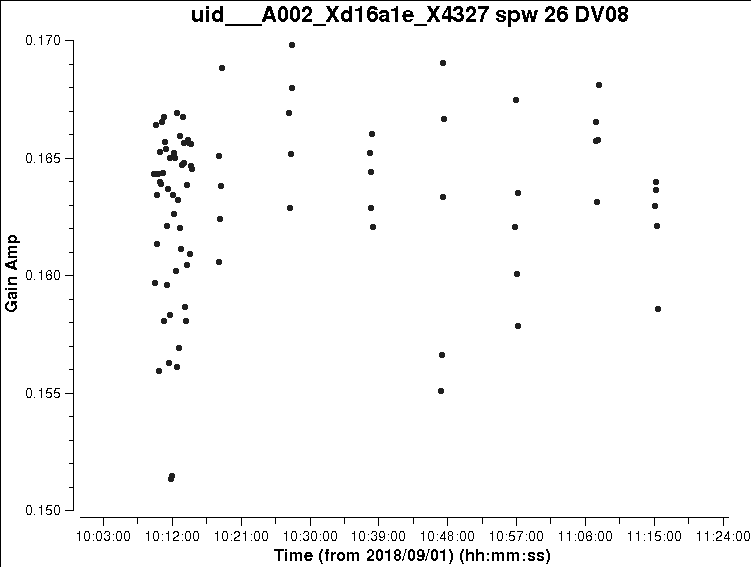 uid___A002_Xd16a1e_X4327 spw 26 DV08
0.170
0.165
0.160
0.155
0.150
Gain Amp
10:03:00 10:12:00 10:21:00 10:30:00 10:39:00 10:48:00 10:57:00 11:06:00 11:15:00 11:24:00
Time (from 2018/09/01) (hh:mm:ss)